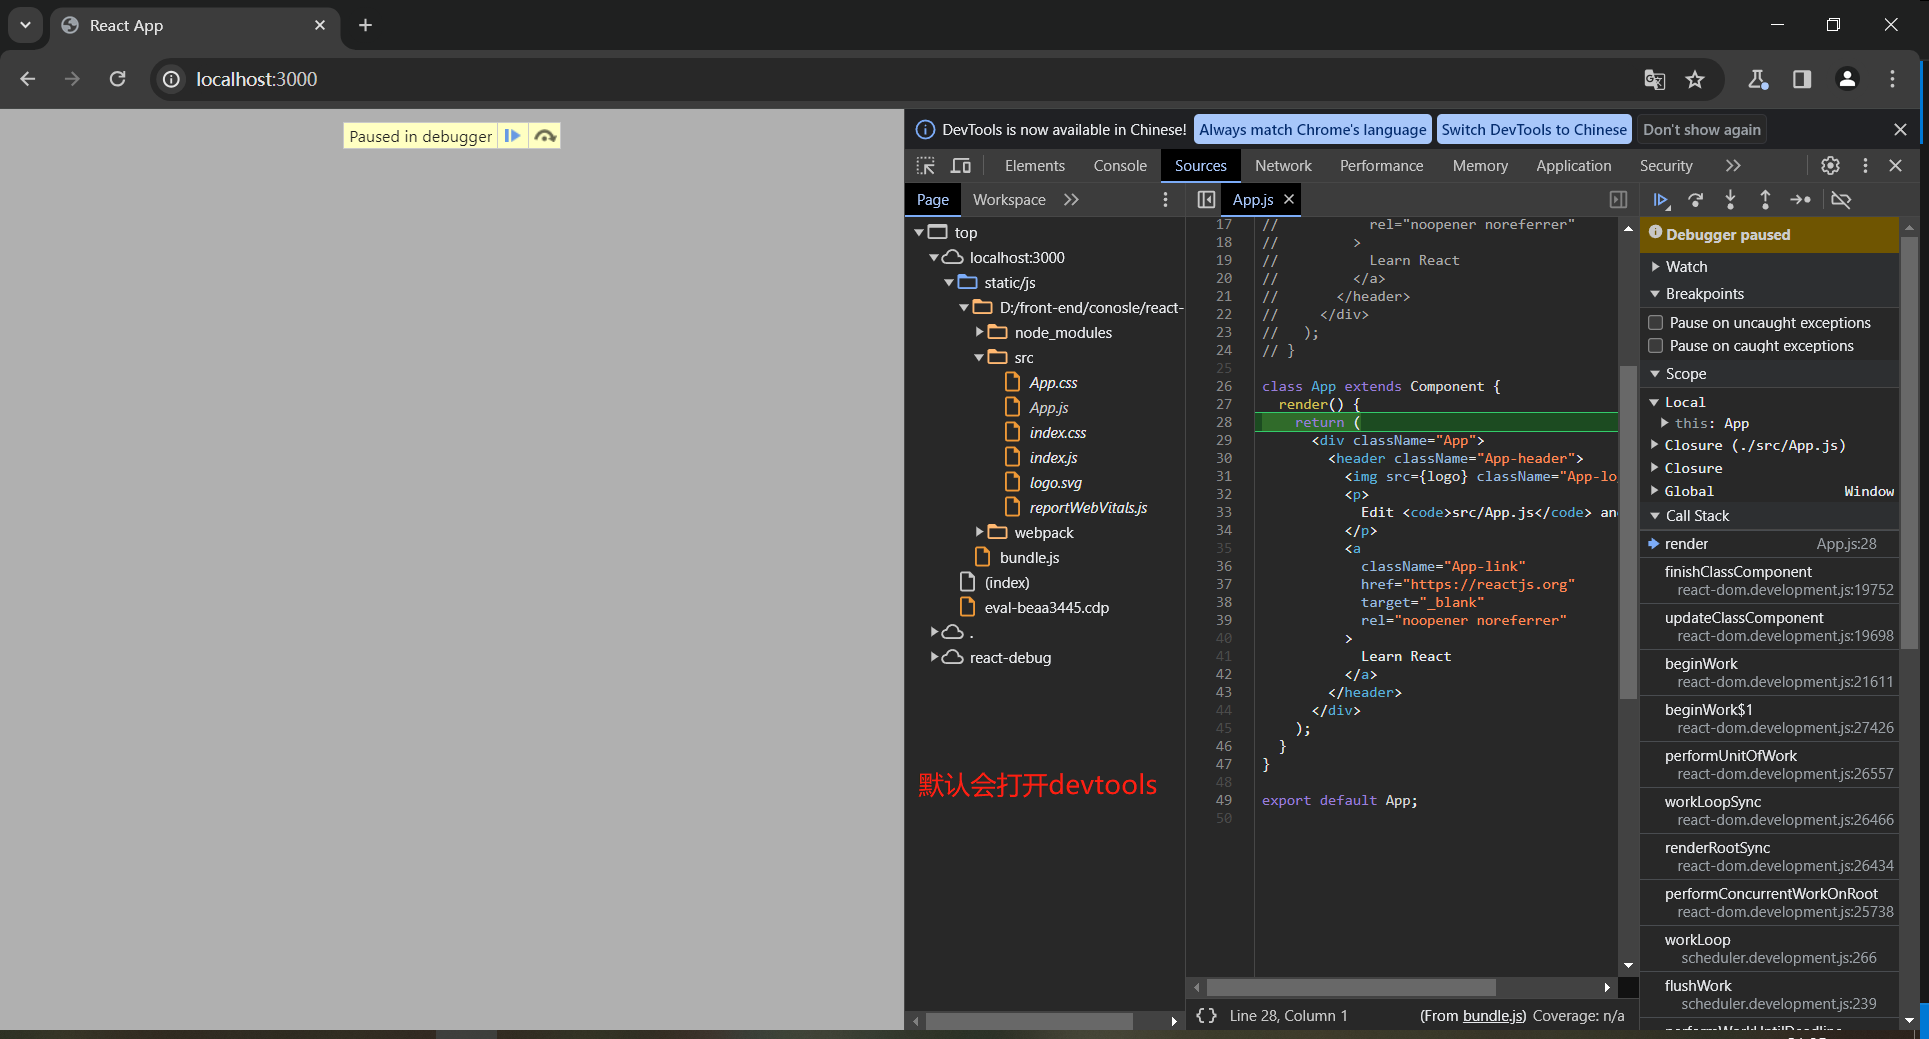 React App
localhost:3000
Paused in debugger
DevTools is now available in Chinese! Always match Chrome's language Switch DevTools to Chinese Don't show again
Elements Console Sources Network Performance Memory Application Security
Page Workspace
top
localhost:3000
static/js
D:/front-end/conosle/react-
node_modules
src
App.css
App.js
index.css
index.js
logo.svg
reportWebVitals.js
webpack
bundle.js
(index)
eval-beaa3445.cdp
.
react-debug
默认会打开devtools
App.js
17 // rel="noopener noreferrer"
18 // >
19 // Learn React
20 // </a>
21 // </header>
22 // </div>
23 // );
24 // }
25
26 class App extends Component {
27 render() {
28 return (
29 <div className="App">
30 <header className="App-header">
31 <img src={logo} className="App-lo
32 <p>
33 Edit <code>src/App.js</code> an
34 </p>
35 <a
36 className="App-link"
37 href="https://reactjs.org"
38 target="_blank"
39 rel="noopener noreferrer"
40 >
41 Learn React
42 </a>
43 </header>
44 </div>
45 );
46 }
47 }
48
49 export default App;
50
{} Line 28, Column 1 (From bundle.js) Coverage: n/a
Debugger paused
Watch
Breakpoints
Pause on uncaught exceptions
Pause on caught exceptions
Scope
Local
this: App
Closure (./src/App.js)
Closure
Global Window
Call Stack
render App.js:28
finishClassComponent
react-dom.development.js:19752
updateClassComponent
react-dom.development.js:19698
beginWork
react-dom.development.js:21611
beginWork$1
react-dom.development.js:27426
performUnitOfWork
react-dom.development.js:26557
workLoopSync
react-dom.development.js:26466
renderRootSync
react-dom.development.js:26434
performConcurrentWorkOnRoot
react-dom.development.js:25738
workLoop
scheduler.development.js:266
flushWork
scheduler.development.js:239